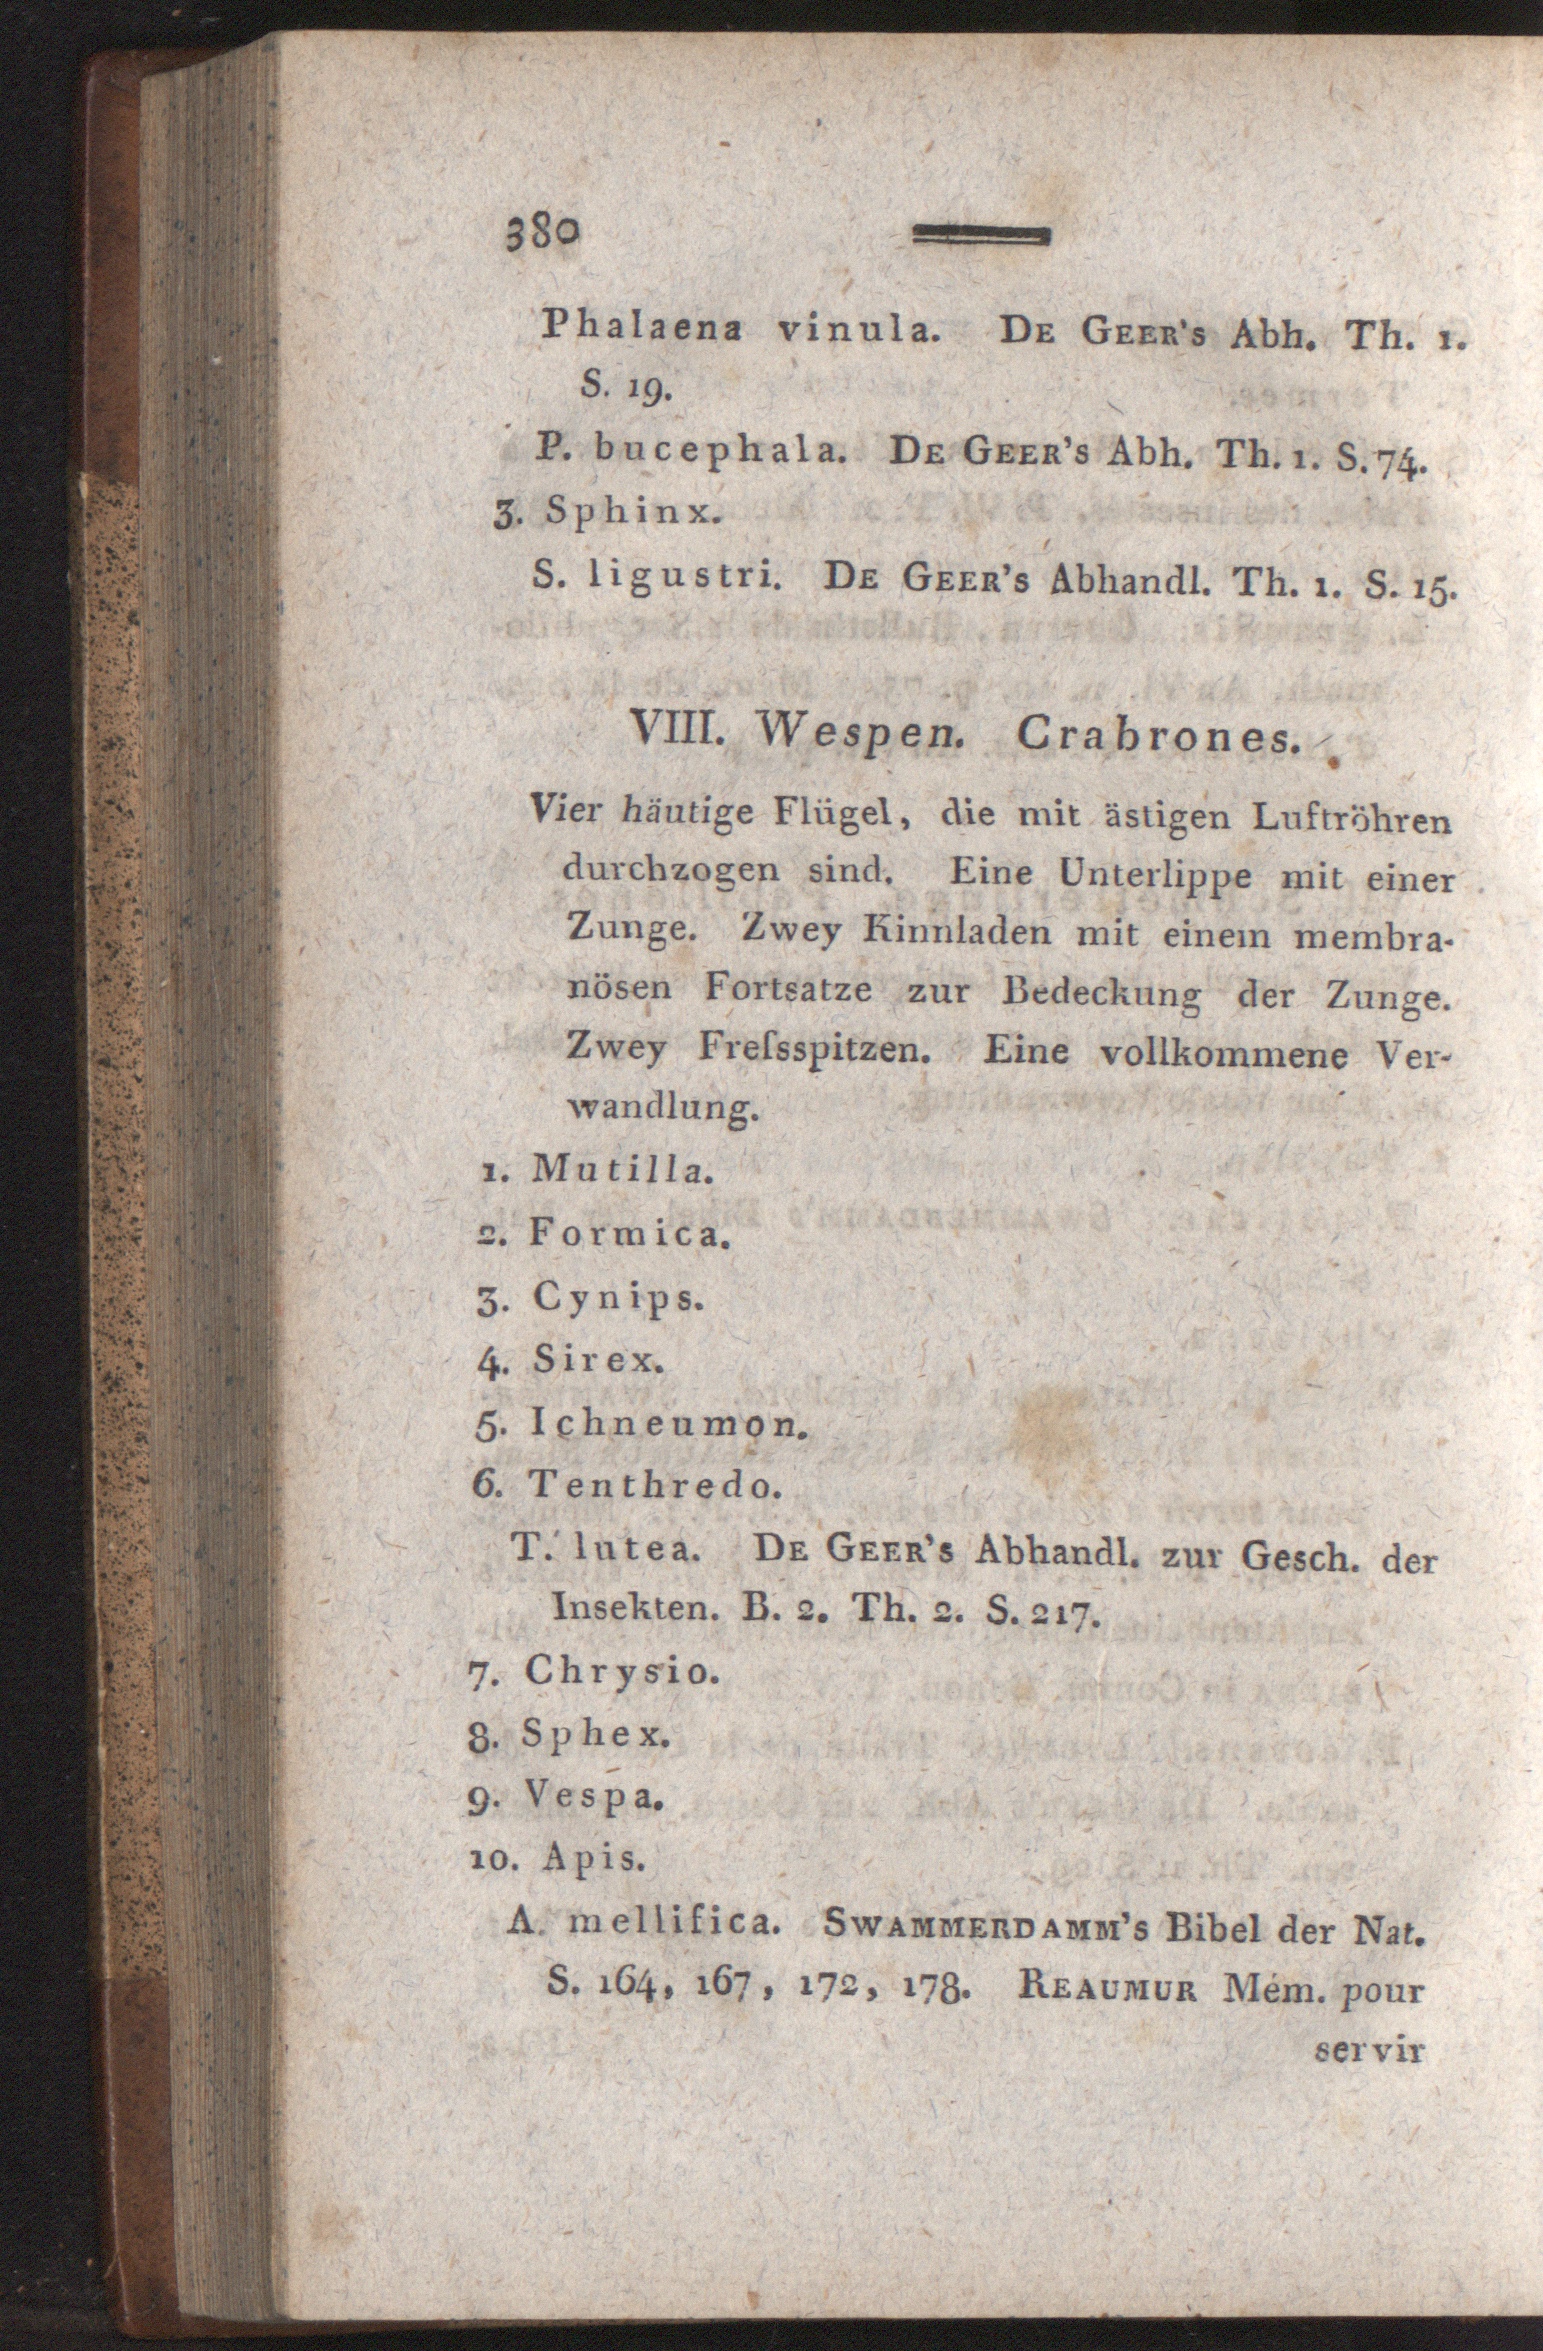 380
Phalaena vinula. De Geer's Abh. Th. 1.
S. 19.
P. bucephala. De Geer's Abh. Th. 1. S. 74.
3. Sphinx.
S. ligustri. De Geer's Abhandl. Th. 1. S. 15.
VIII. Wespen. Crabrones.
Vier häutige Flügel, die mit ästigen Luftröhren
durchzogen sind. Eine Unterlippe mit einer
Zunge. Zwey Kinnladen mit einem membra-
nösen Fortsatze zur Bedeckung der Zunge.
Zwey Freſsspitzen. Eine vollkommene Ver-
wandlung.
1. Mutilla.
2. Formica.
3. Cynips.
4. Sirex.
5. Ichneumon.
6. Tenthredo.
T. lutea. De Geer's Abhandl. zur Gesch. der
Insekten. B. 2. Th. 2. S. 217.
7. Chrysio.
8. Sphex.
9. Vespa.
10. Apis.
A. mellifica. Swammerdamm's Bibel der Nat.
S. 164, 167, 172, 178. Reaumur Mém. pour
servir